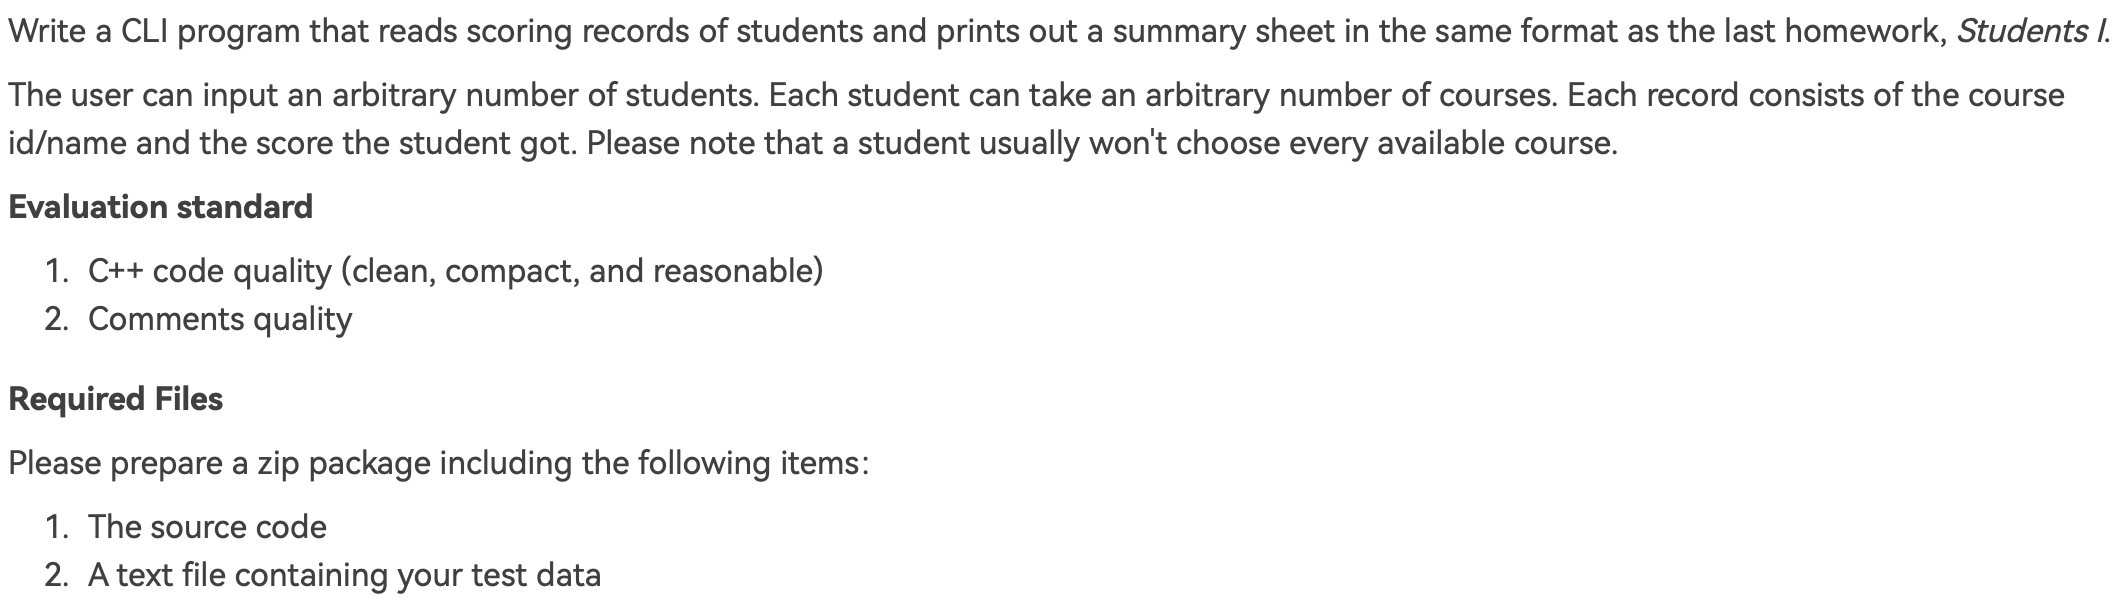 Write a CLI program that reads scoring records of students and prints out a summary sheet in the same format as the last homework, Students I.
The user can input an arbitrary number of students. Each student can take an arbitrary number of courses. Each record consists of the course
id/name and the score the student got. Please note that a student usually won't choose every available course.
Evaluation standard
1. C++ code quality (clean, compact, and reasonable)
2. Comments quality
Required Files
Please prepare a zip package including the following items:
1. The source code
2. A text file containing your test data